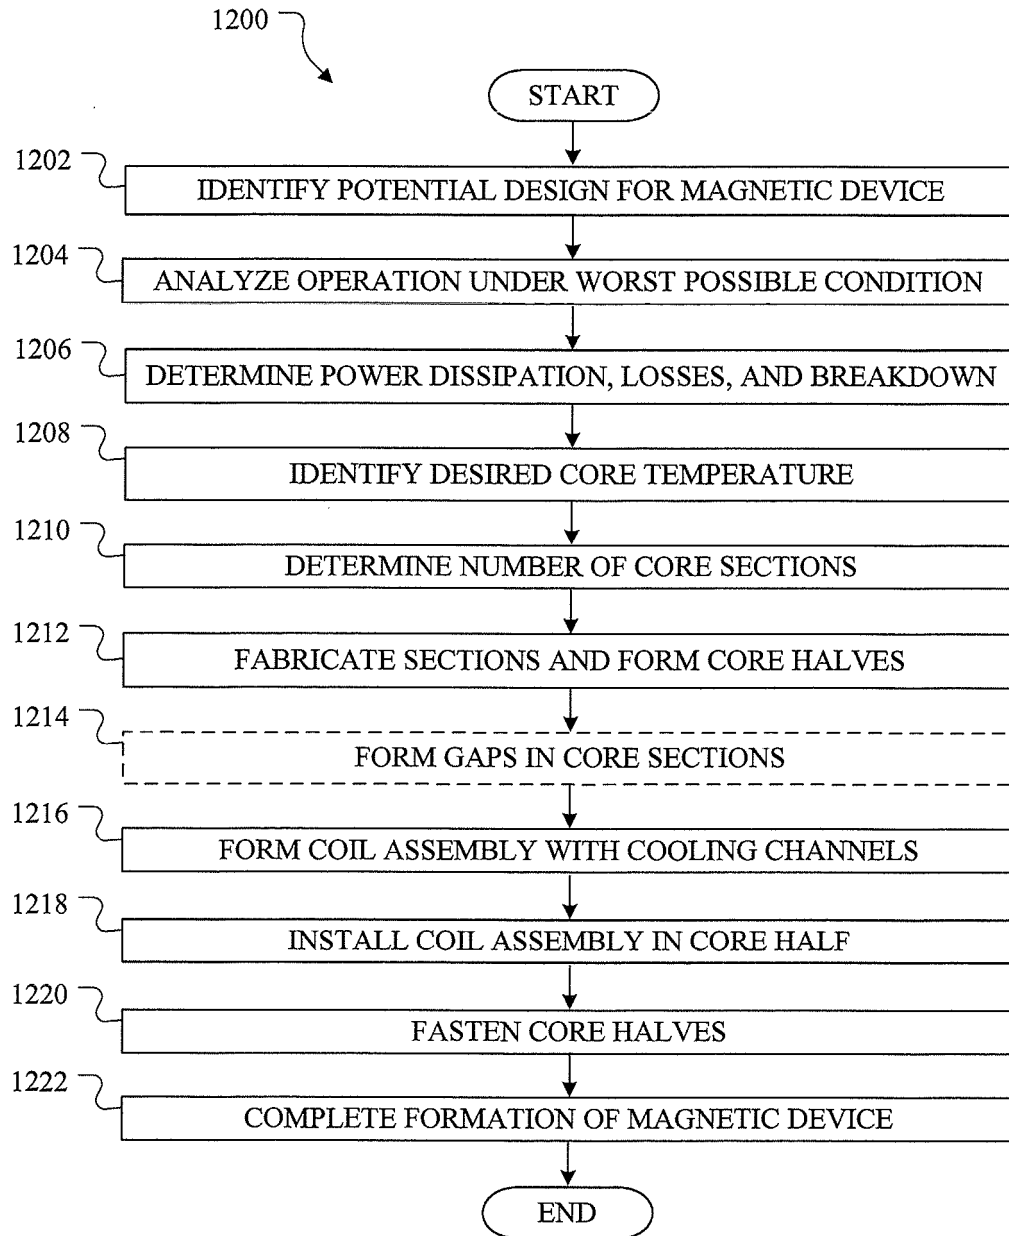 1200
START
1202
IDENTIFY POTENTIAL DESIGN FOR MAGNETIC DEVICE
1204
ANALYZE OPERATION UNDER WORST POSSIBLE CONDITION
1206
DETERMINE POWER DISSIPATION, LOSSES, AND BREAKDOWN
1208
IDENTIFY DESIRED CORE TEMPERATURE
1210
DETERMINE NUMBER OF CORE SECTIONS
1212
FABRICATE SECTIONS AND FORM CORE HALVES
1214
FORM GAPS IN CORE SECTIONS
1216
FORM COIL ASSEMBLY WITH COOLING CHANNELS
1218
INSTALL COIL ASSEMBLY IN CORE HALF
1220
FASTEN CORE HALVES
1222
COMPLETE FORMATION OF MAGNETIC DEVICE
END